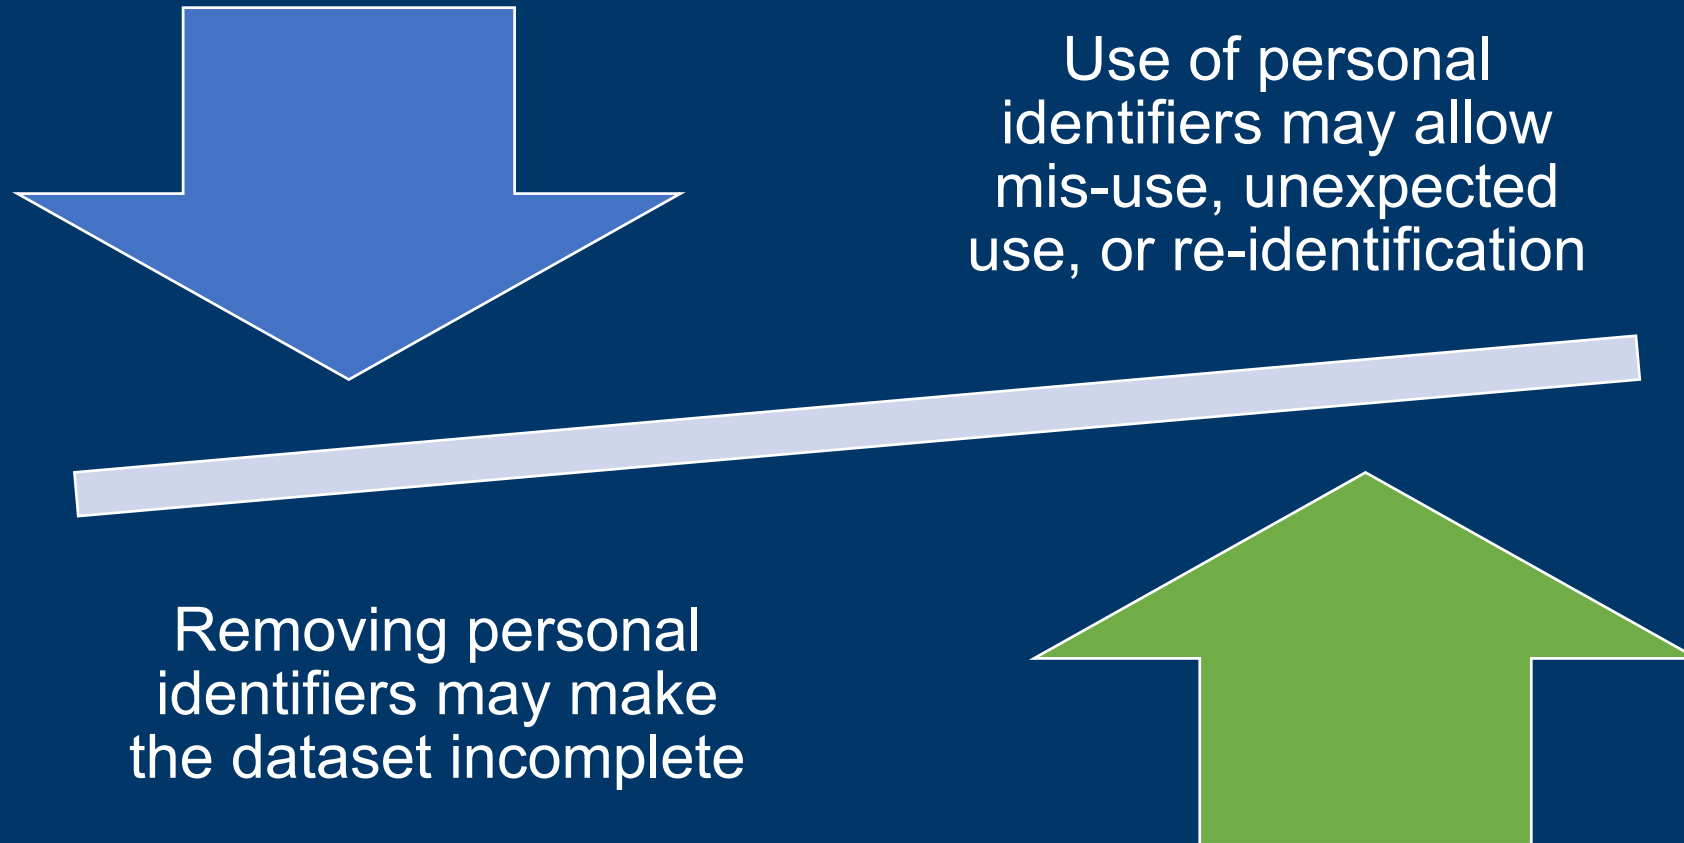 Use of personal
identifiers may allow
mis-use, unexpected
use, or re-identification
Removing personal
identifiers may make
the dataset incomplete